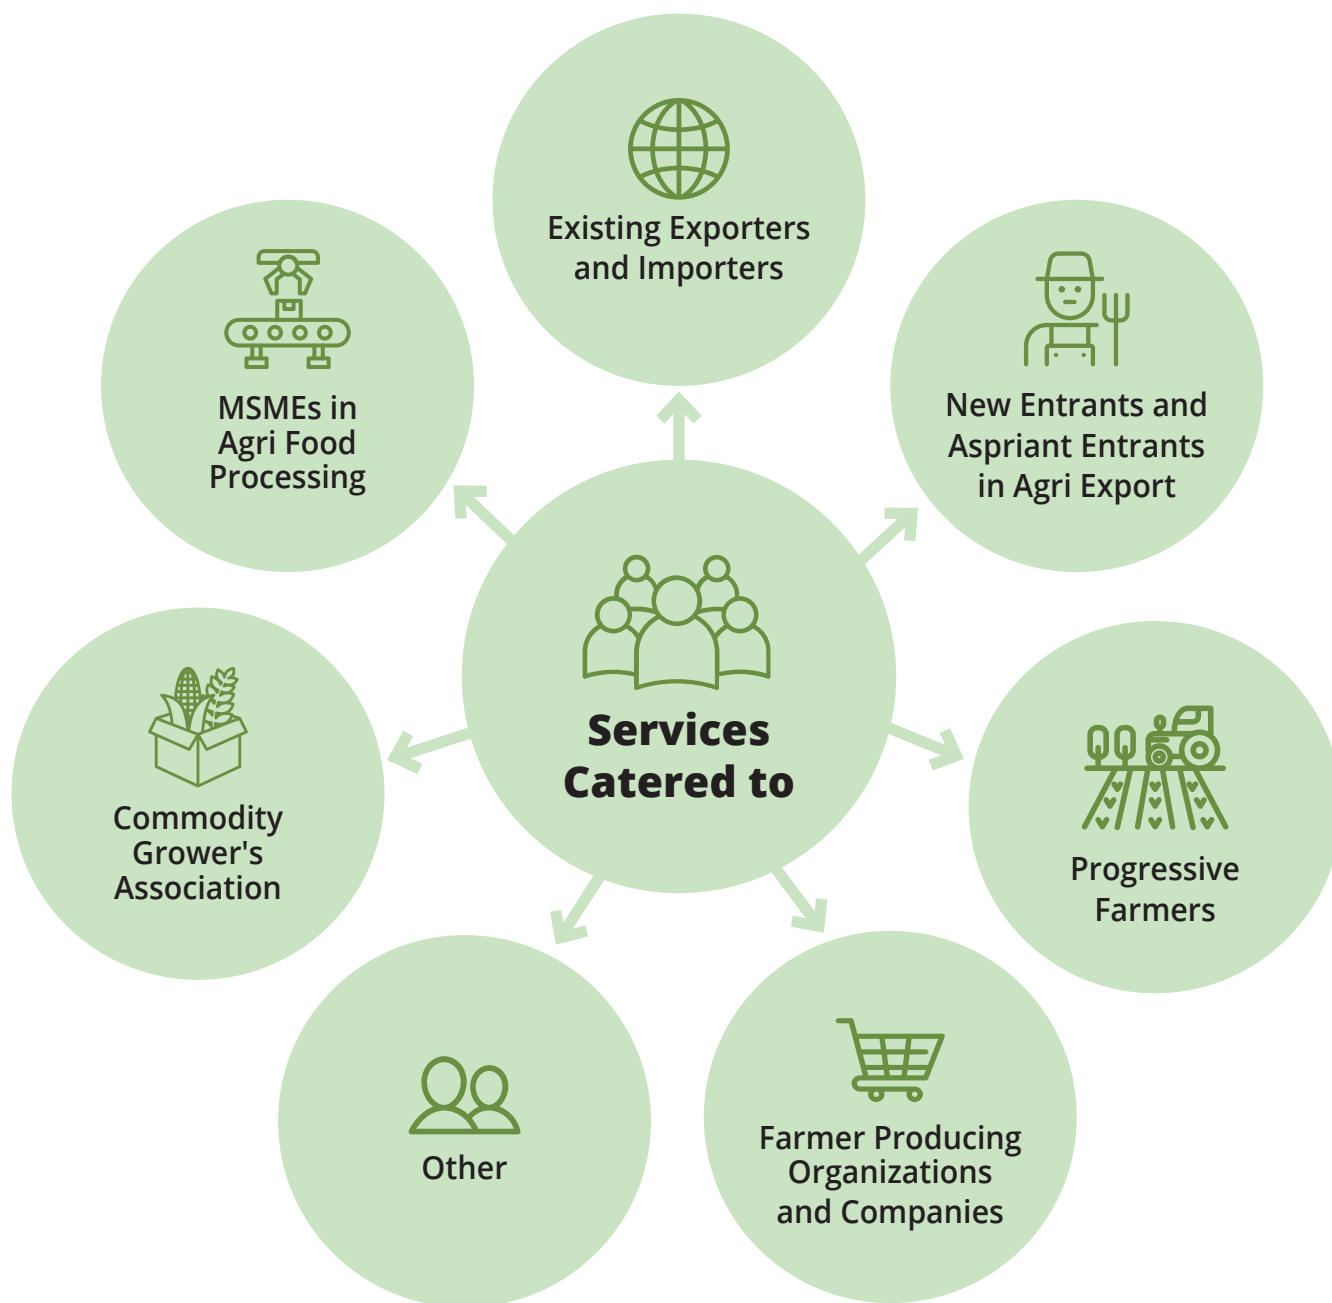 Existing Exporters
and Importers
New Entrants and
Aspriant Entrants
in Agri Export
Progressive
Farmers
Farmer Producing
Organizations
and Companies
Other
Commodity
Grower's
Association
MSMEs in
Agri Food
Processing
Services
Catered to